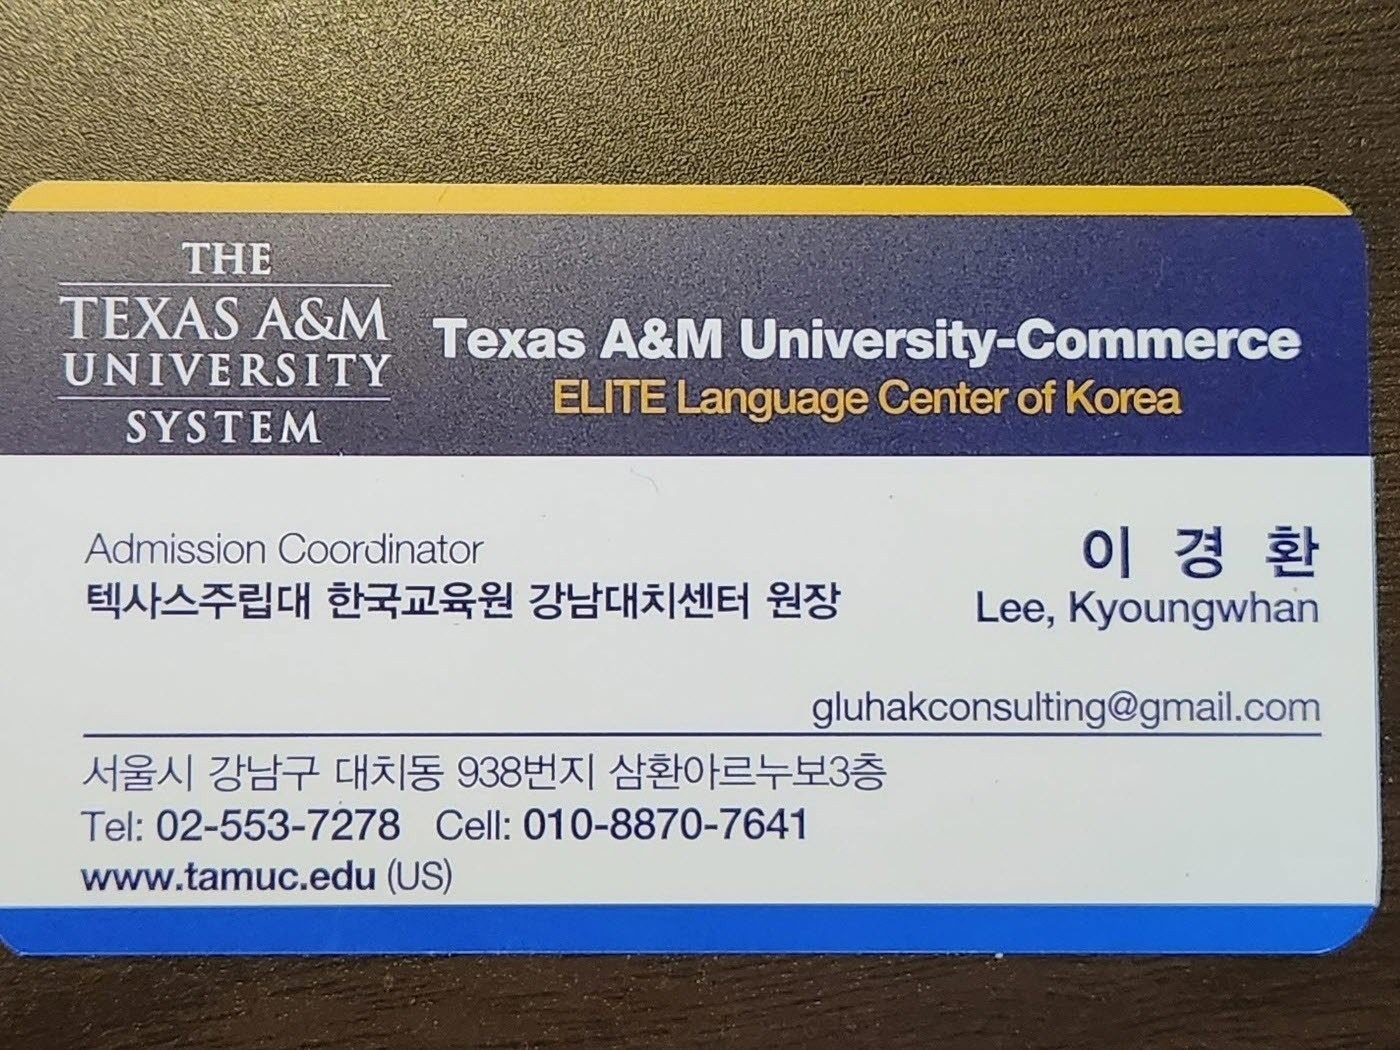 THE
TEXAS A&M
UNIVERSITY
SYSTEM
Texas A&M University-Commerce
ELITE Language Center of Korea
Admission Coordinator
텍사스주립대 한국교육원 강남대치센터 원장
이 경 환
Lee, Kyoungwhan
gluhakconsulting@gmail.com
서울시 강남구 대치동 938번지 삼환아르누보3층
Tel: 02-553-7278 Cell: 010-8870-7641
www.tamuc.edu (US)